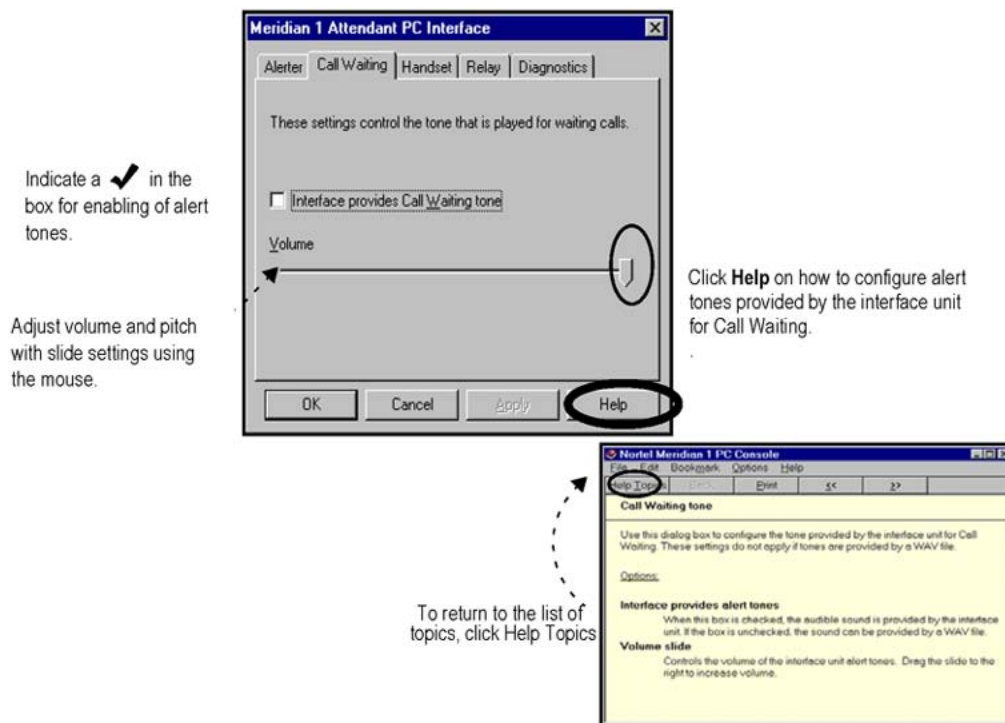 Meridian 1 Attendant PC Interface
Alerter Call Waiting Handset Relay Diagnostics
These settings control the tone that is played for waiting calls.
Interface provides Call Waiting tone
Volume
OK Cancel Apply Help
Indicate a ✔ in the
box for enabling of alert
tones.
Adjust volume and pitch
with slide settings using
the mouse.
Click Help on how to configure alert
tones provided by the interface unit
for Call Waiting.
.
To return to the list of
topics, click Help Topics
Nortel Meridian 1 PC Console
File Edit Bookmark Options Help
Help Topics Back Print << >>
Call Waiting tone
Use this dialog box to configure the tone provided by the interface unit for Call
Waiting. These settings do not apply if tones are provided by a WAV file.
Options:
Interface provides alert tones
When this box is checked, the audible sound is provided by the interface
unit. If the box is unchecked, the sound can be provided by a WAV file.
Volume slide
Controls the volume of the interface unit alert tones. Drag the slide to the
right to increase volume.